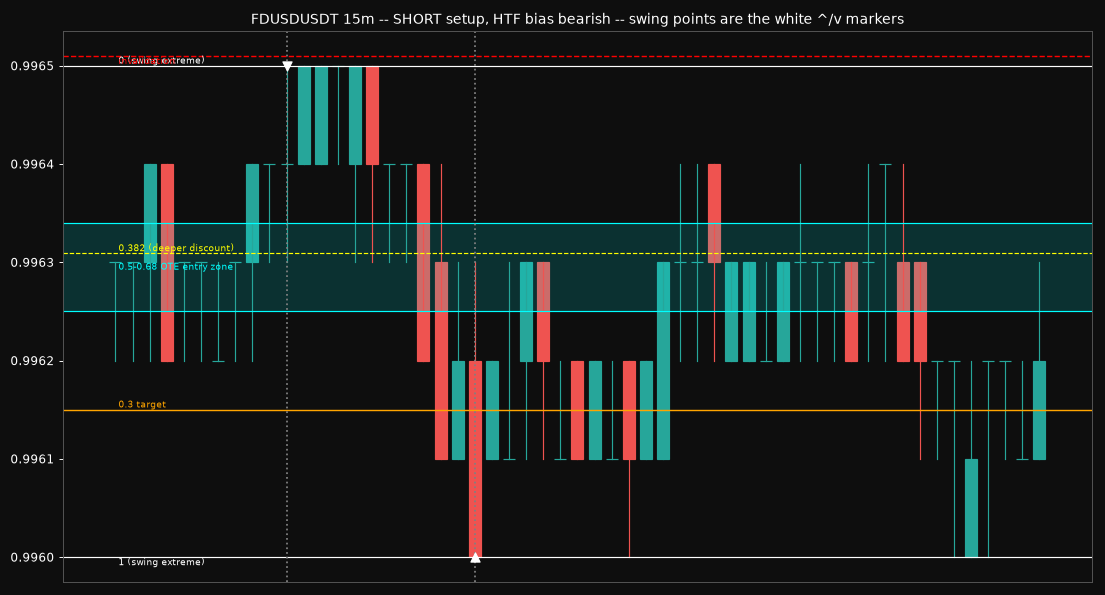 FDUSDUSDT 15m -- SHORT setup, HTF bias bearish -- swing points are the white ^/v markers
0 (swing extreme)
0.9965
0.9964
0.382 (deeper discount)
0.9963
0.5-0.68 OTE entry zone
0.9962
0.3 target
0.9961
0.9960
1 (swing extreme)